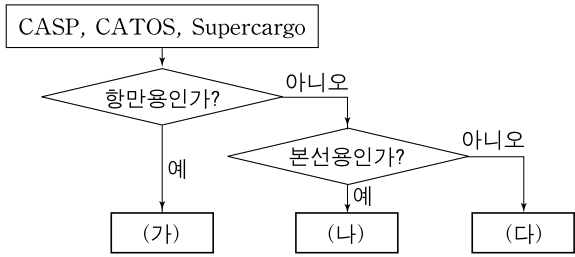 CASP, CATOS, Supercargo
항만용인가?
아니오
예
본선용인가?
아니오
예
(가)
(나)
(다)